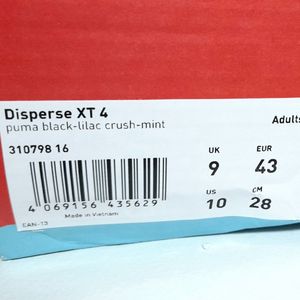 Disperse XT 4
puma black-lilac crush-mint
Adults
310798 16
UK EUR
9 43
US CM
10 28
4 069156 435629
Made in Vietnam
EAN-13